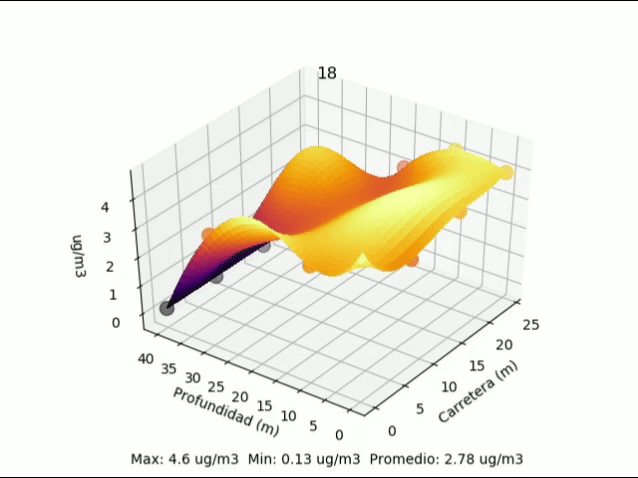 18
4
3
2
1
0
ug/m3
40 35 30 25 20 15 10 5 0
Profundidad (m)
0 5 10 15 20 25
Carretera (m)
Max: 4.6 ug/m3 Min: 0.13 ug/m3 Promedio: 2.78 ug/m3